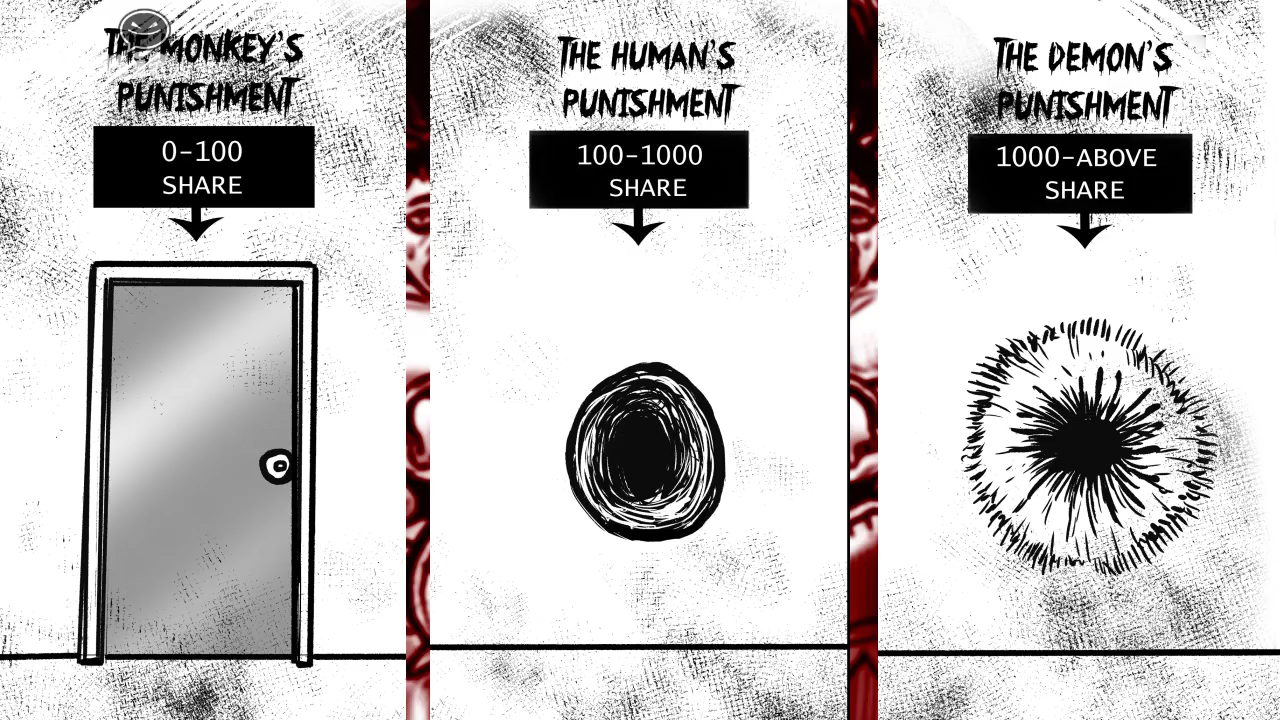 THE MONKEY'S
PUNISHMENT
0-100
SHARE
THE HUMAN'S
PUNISHMENT
100-1000
SHARE
THE DEMON'S
PUNISHMENT
1000-ABOVE
SHARE